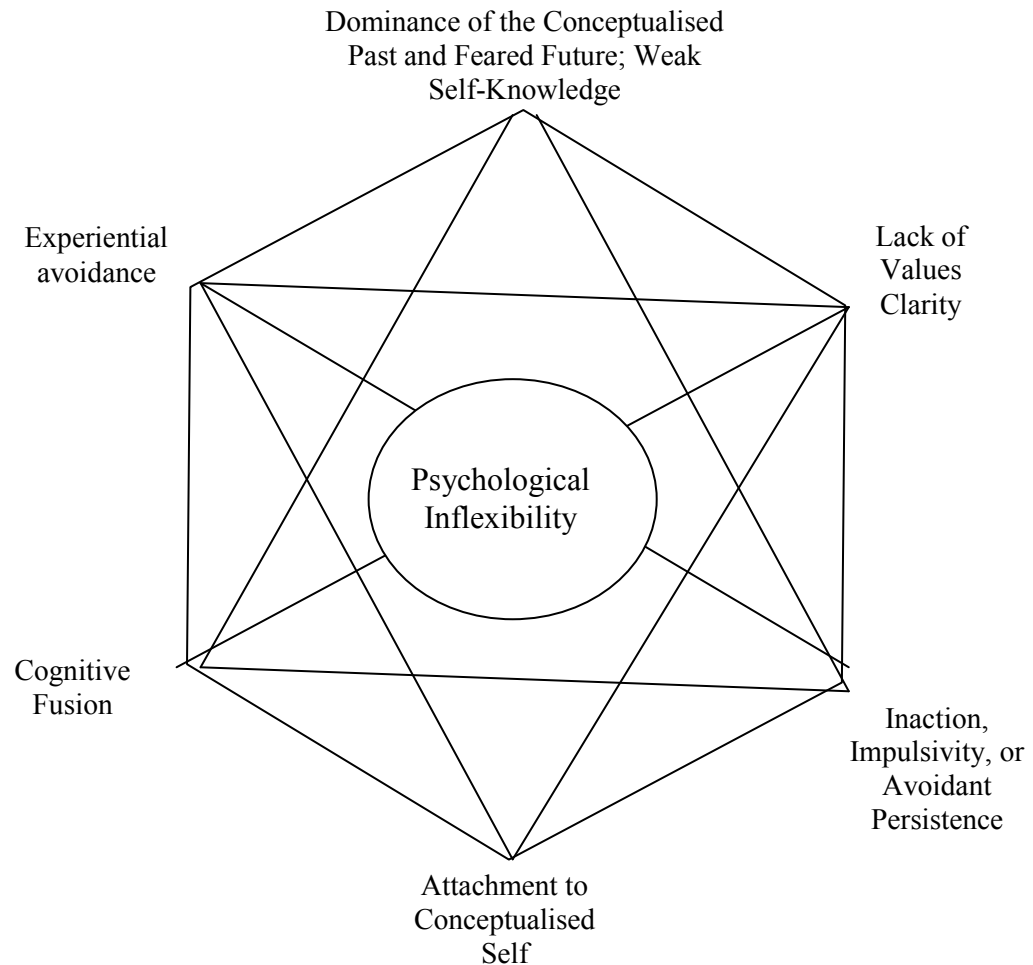 Dominance of the Conceptualised
Past and Feared Future; Weak
Self-Knowledge
Experiential
avoidance
Lack of
Values
Clarity
Psychological
Inflexibility
Cognitive
Fusion
Inaction,
Impulsivity, or
Avoidant
Persistence
Attachment to
Conceptualised
Self